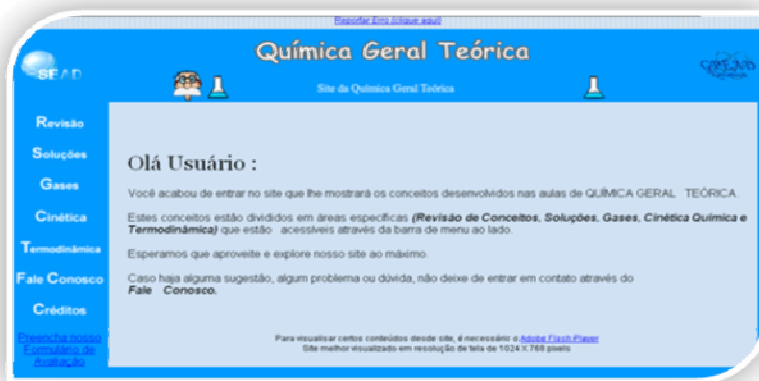 Reportar Erro (clique aqui)
Química Geral Teórica
SEAD
Site da Química Geral Teórica
Revisão
Soluções
Gases
Cinética
Termodinâmica
Fale Conosco
Créditos
Preencha nosso
Formulário de
Avaliação
Olá Usuário :
Você acabou de entrar no site que lhe mostrará os conceitos desenvolvidos nas aulas de QUÍMICA GERAL TEÓRICA.
Estes conceitos estão divididos em áreas específicas (Revisão de Conceitos, Soluções, Gases, Cinética Química e
Termodinâmica) que estão acessíveis através da barra de menu ao lado.
Esperamos que aproveite e explore nosso site ao máximo.
Caso haja alguma sugestão, algum problema ou dúvida, não deixe de entrar em contato através do
Fale Conosco.
Para visualisar certos conteúdos desde site, é necessário o Adobe Flash Player
Site melhor visualizado em resolução de tela de 1024 X 768 pixels